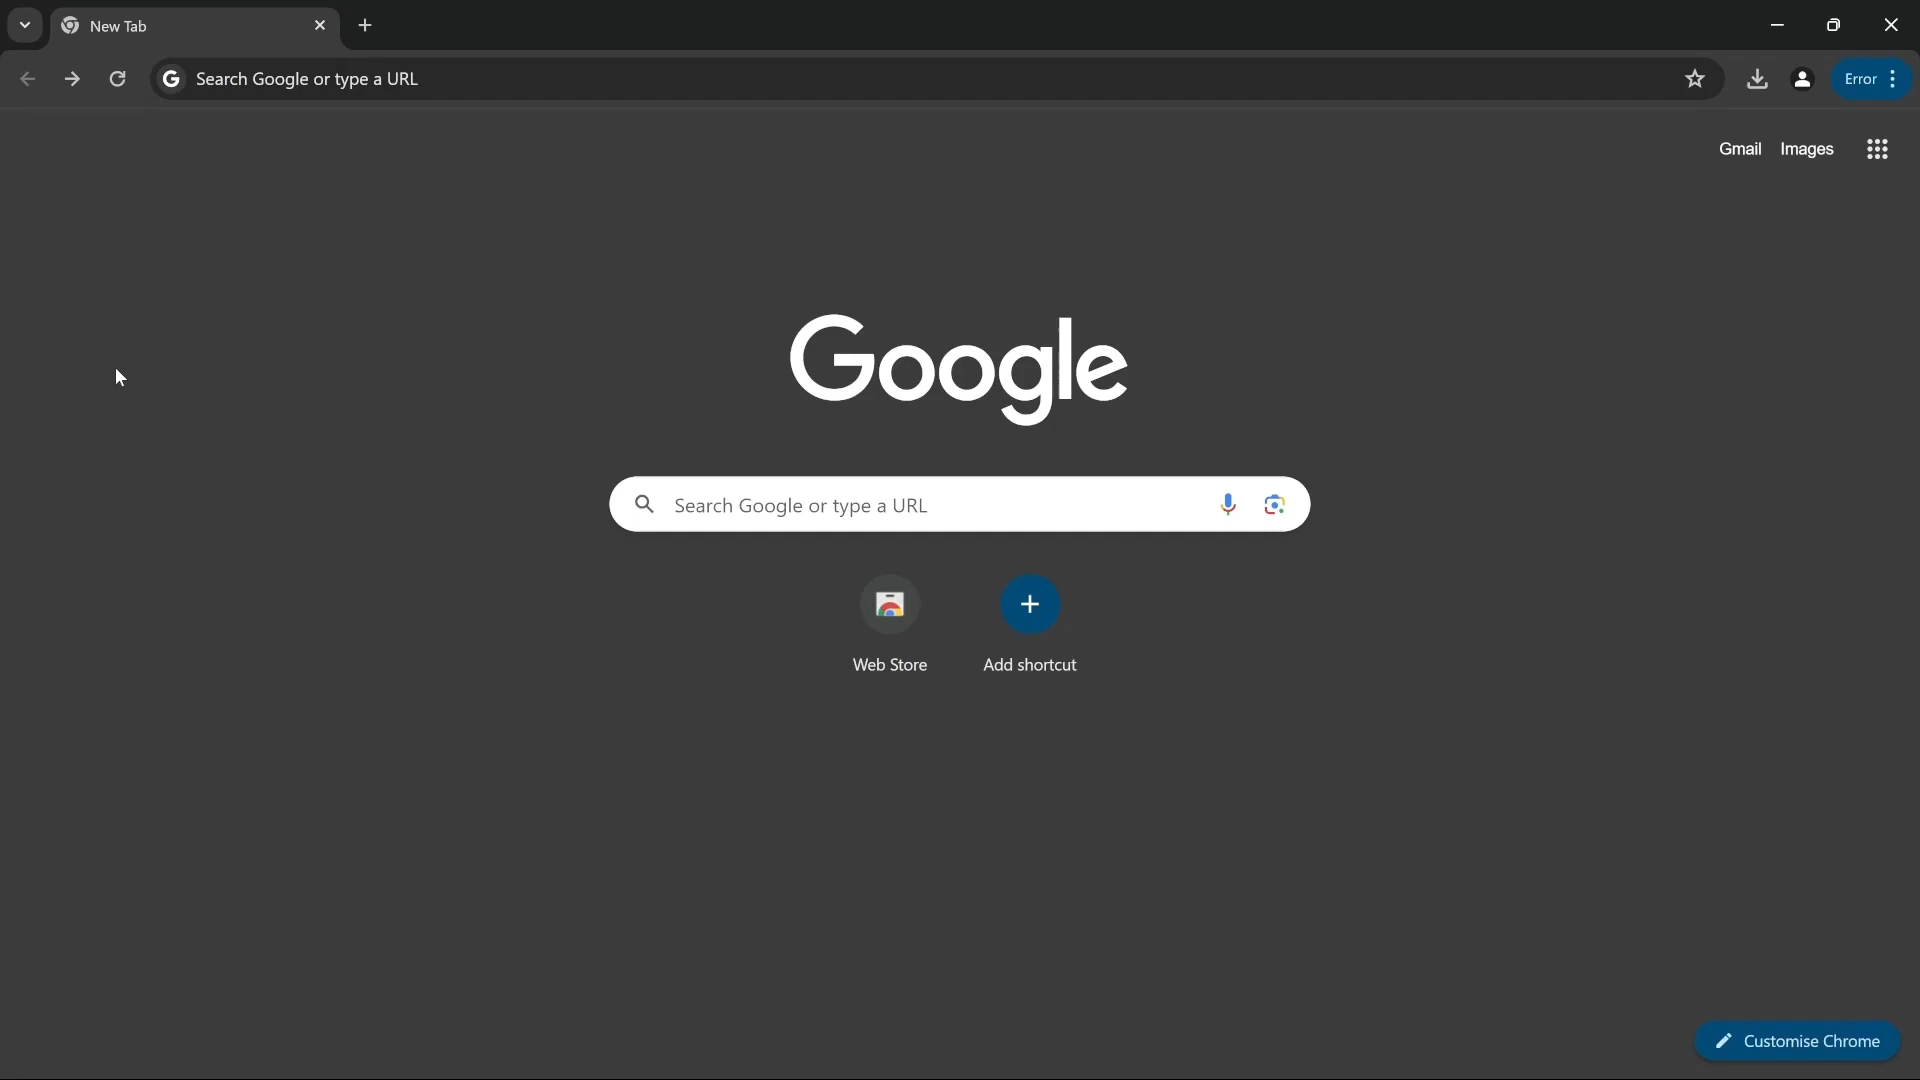 New Tab
Search Google or type a URL
Error
Gmail Images
Google
Search Google or type a URL
Web Store
Add shortcut
Customise Chrome